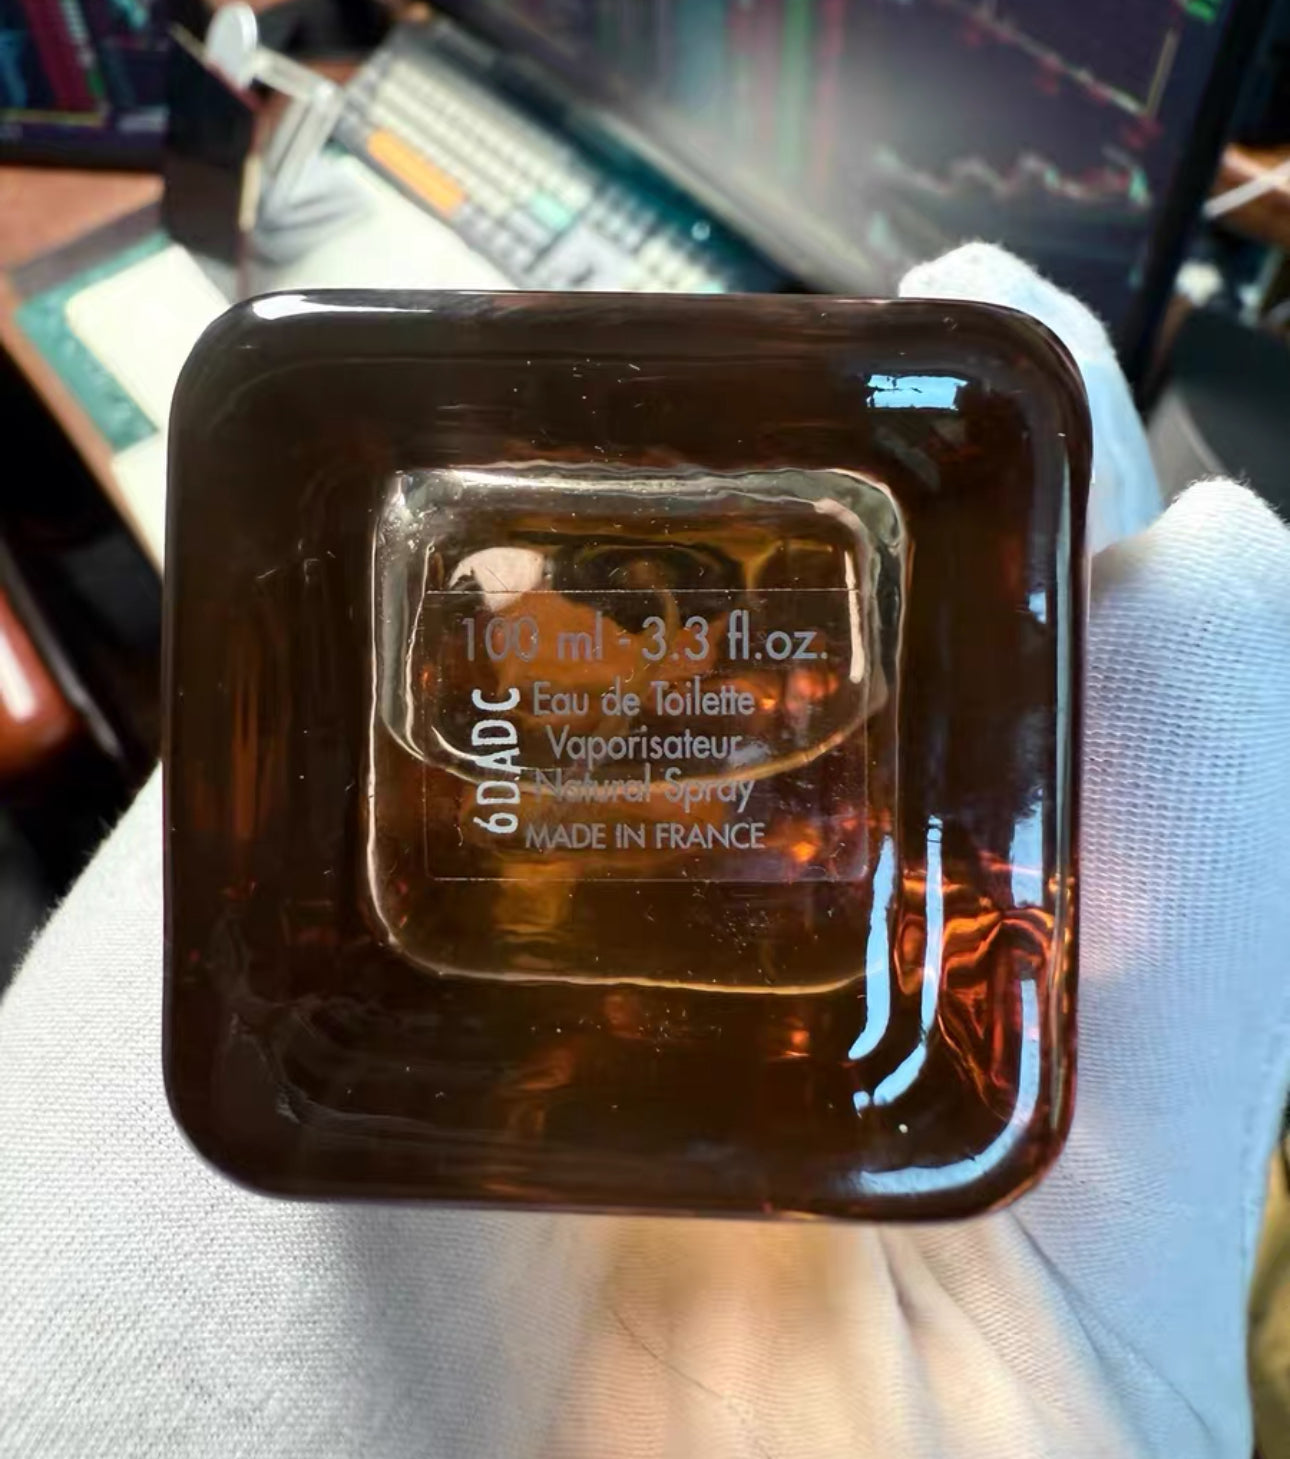 100 ml - 3.3 fl.oz.
Eau de Toilette
Vaporisateur
Natural Spray
MADE IN FRANCE
6DADC